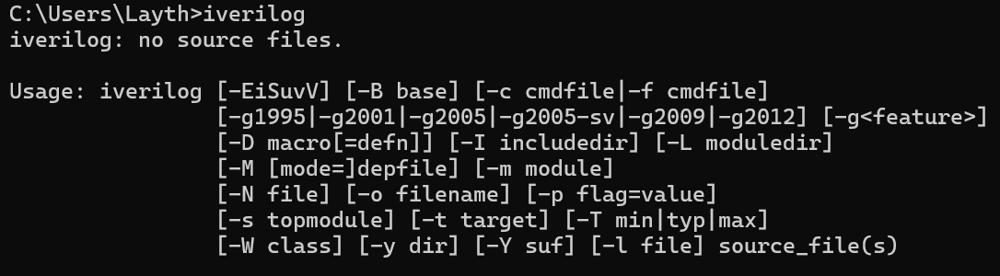 C:\Users\Layth>iverilog
iverilog: no source files.
Usage: iverilog [-EiSuvV] [-B base] [-c cmdfile|-f cmdfile]
[-g1995|-g2001|-g2005|-g2005-sv|-g2009|-g2012] [-g<feature>]
[-D macro[=defn]] [-I includedir] [-L moduledir]
[-M [mode=]depfile] [-m module]
[-N file] [-o filename] [-p flag=value]
[-s topmodule] [-t target] [-T min|typ|max]
[-W class] [-y dir] [-Y suf] [-l file] source_file(s)